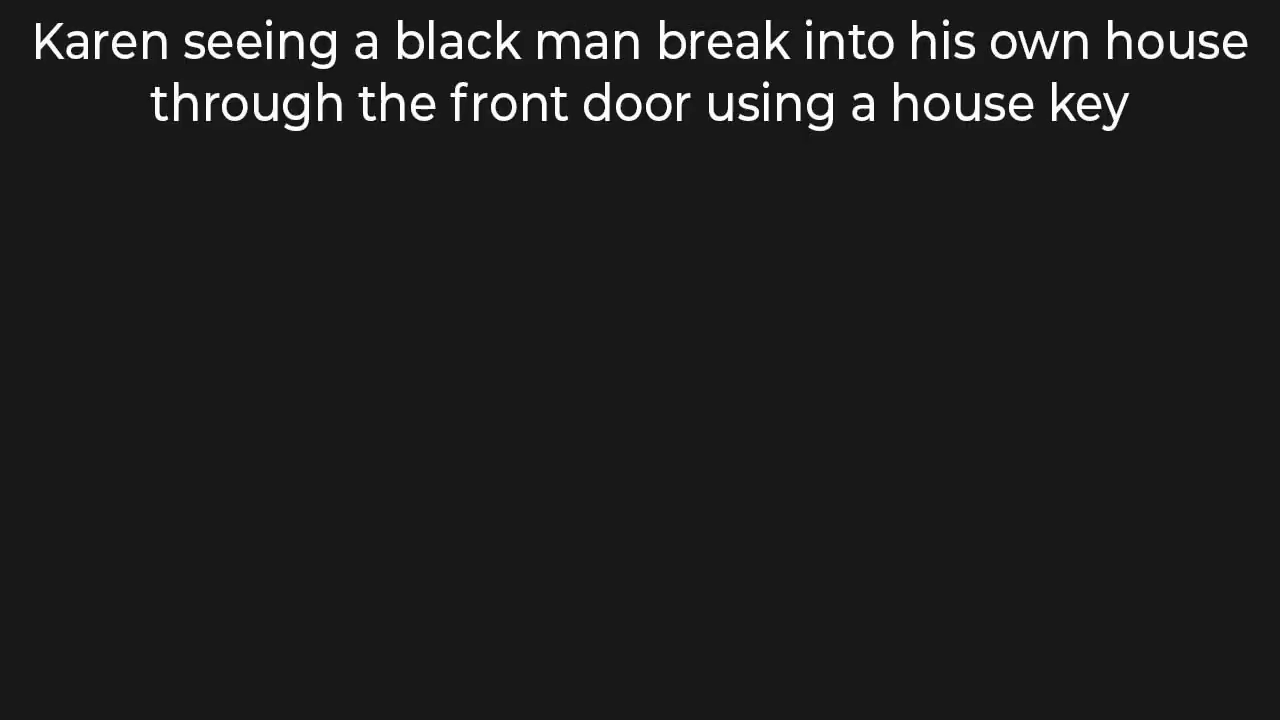 Karen seeing a black man break into his own house
through the front door using a house key